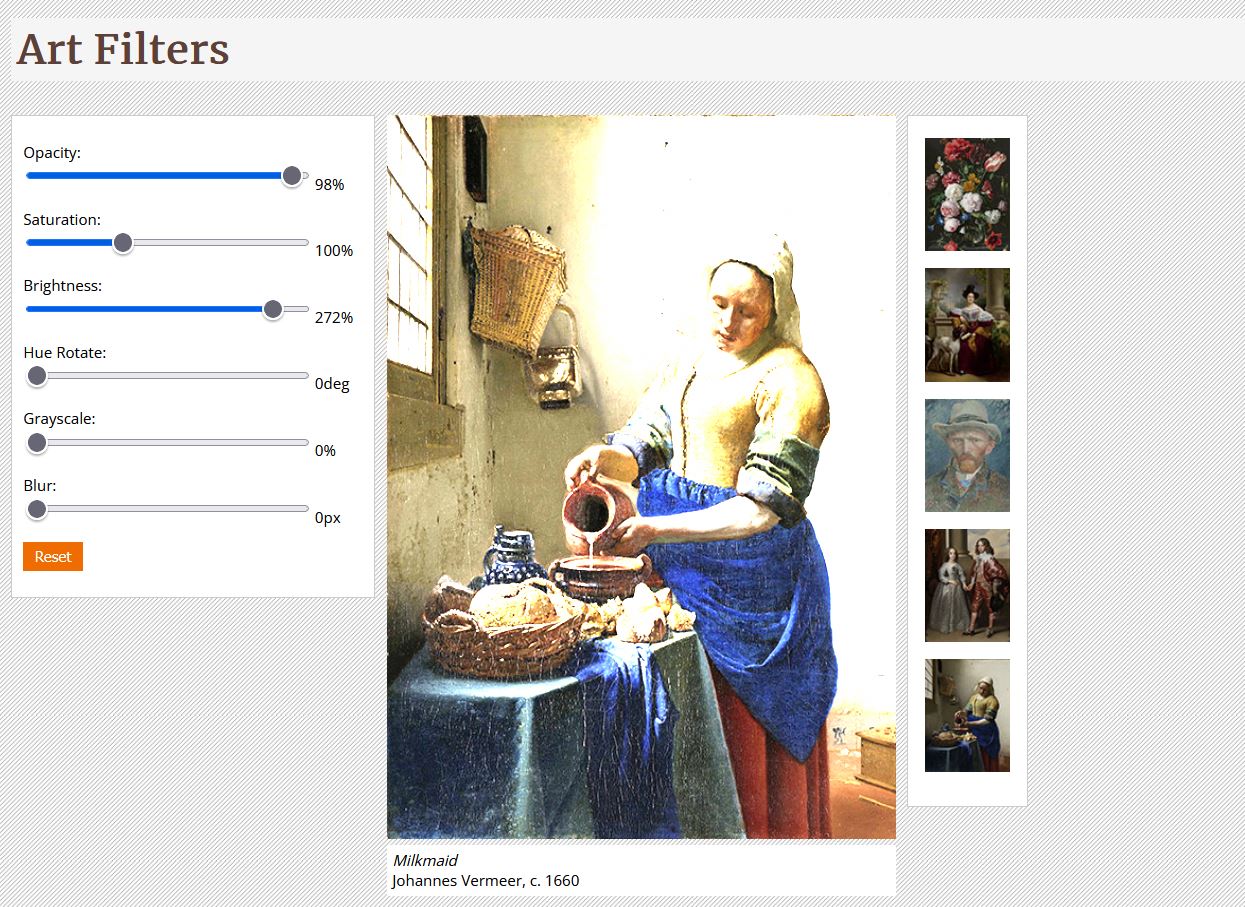 Art Filters
Opacity:
98%
Saturation:
100%
Brightness:
272%
Hue Rotate:
0deg
Grayscale:
0%
Blur:
0px
Reset
Milkmaid
Johannes Vermeer, c. 1660